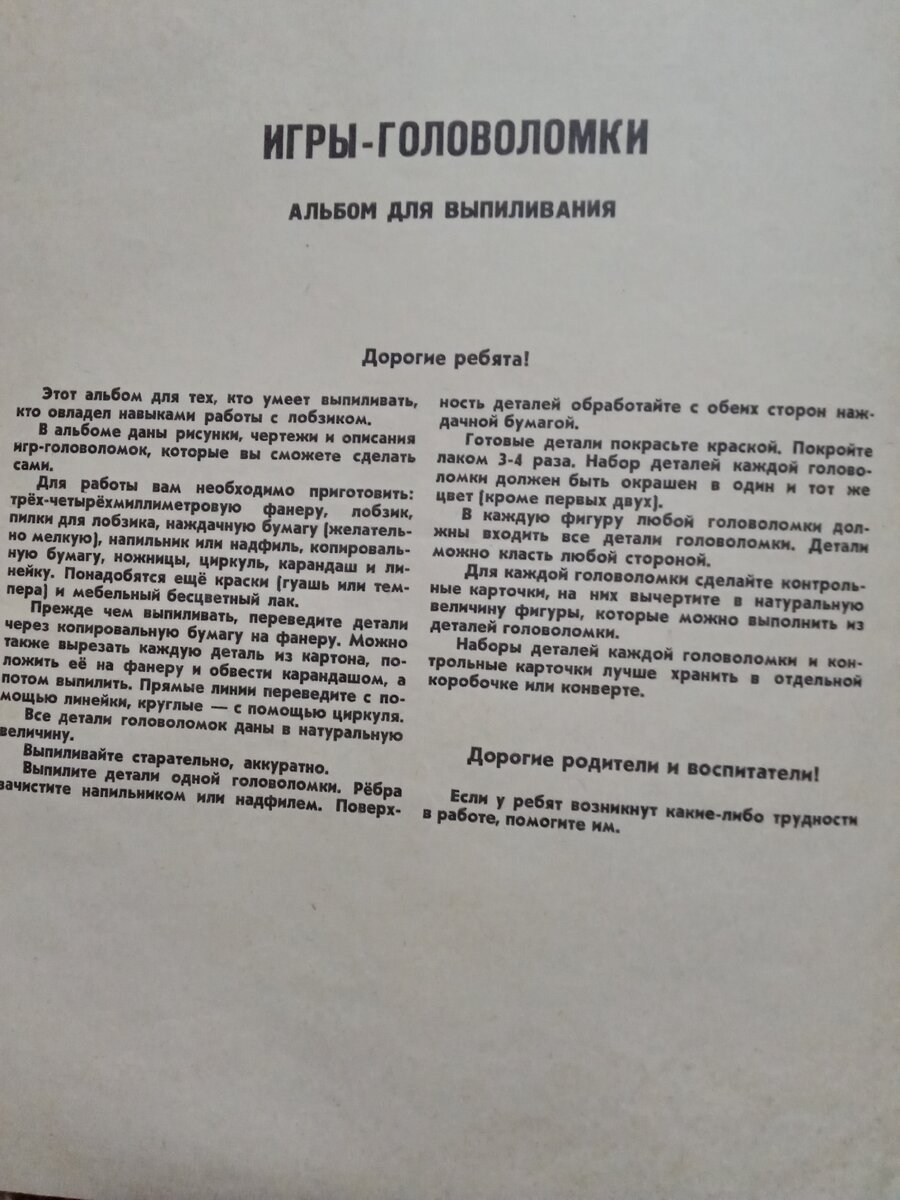 ИГРЫ-ГОЛОВОЛОМКИ
АЛЬБОМ ДЛЯ ВЫПИЛИВАНИЯ
Дорогие ребята!
Этот альбом для тех, кто умеет выпиливать,
кто овладел навыками работы с лобзиком.
В альбоме даны рисунки, чертежи и описания
игр-головоломок, которые вы сможете сделать
сами.
Для работы вам необходимо приготовить:
трёх-четырёхмиллиметровую фанеру, лобзик,
пилки для лобзика, наждачную бумагу (желатель-
но мелкую), напильник или надфиль, копироваль-
ную бумагу, ножницы, циркуль, карандаш и ли-
нейку. Понадобятся ещё краски (гуашь или тем-
пера) и мебельный бесцветный лак.
Прежде чем выпиливать, переведите детали
через копировальную бумагу на фанеру. Можно
также вырезать каждую деталь из картона, по-
ложить её на фанеру и обвести карандашом, а
потом выпилить. Прямые линии переведите с по-
мощью линейки, круглые — с помощью циркуля.
Все детали головоломок даны в натуральную
величину.
Выпиливайте старательно, аккуратно.
Выпилите детали одной головоломки. Рёбра
зачистите напильником или надфилем. Поверх-
ность деталей обработайте с обеих сторон наж-
дачной бумагой.
Готовые детали покрасьте краской. Покройте
лаком 3-4 раза. Набор деталей каждой голово-
ломки должен быть окрашен в один и тот же
цвет (кроме первых двух).
В каждую фигуру любой головоломки дол-
жны входить все детали головоломки. Детали
можно класть любой стороной.
Для каждой головоломки сделайте контроль-
ные карточки, на них вычертите в натуральную
величину фигуры, которые можно выполнить из
деталей головоломки.
Наборы деталей каждой головоломки и кон-
трольные карточки лучше хранить в отдельной
коробочке или конверте.
Дорогие родители и воспитатели!
Если у ребят возникнут какие-либо трудности
в работе, помогите им.